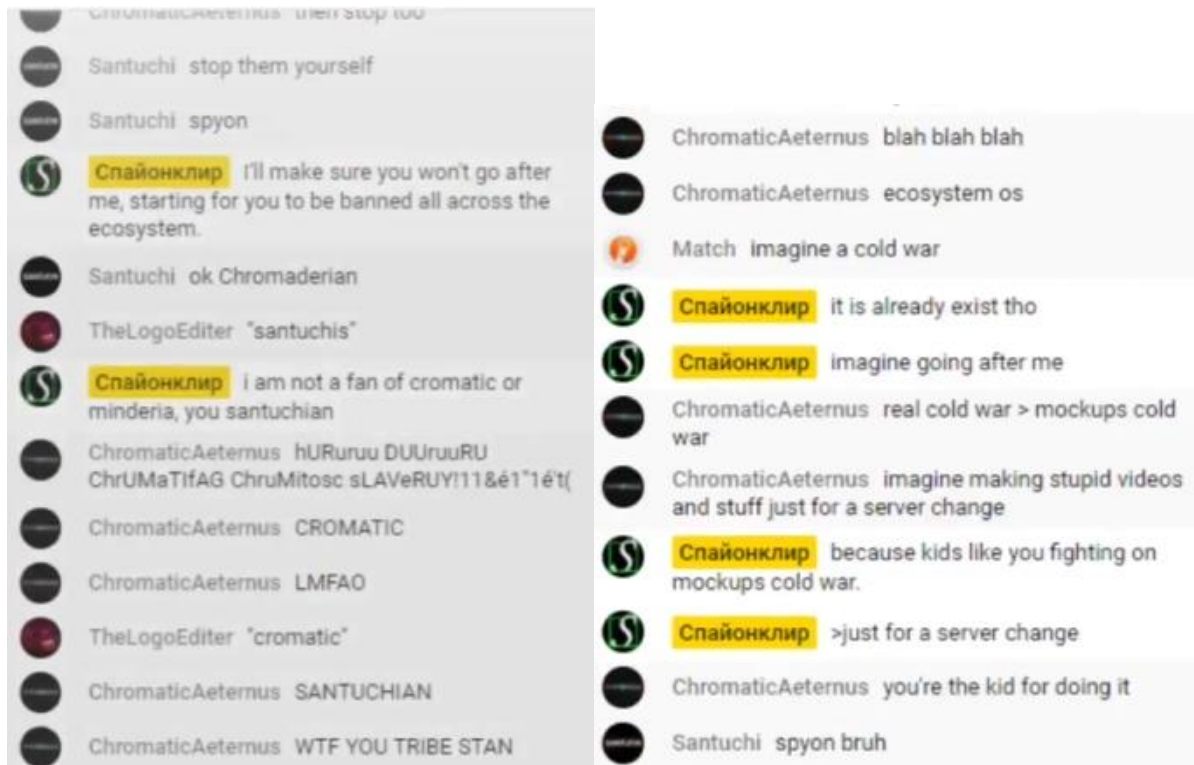 ChromaticAeternus then stop too
Santuchi stop them yourself
Santuchi spyon
Спайонклир I'll make sure you won't go after
me, starting for you to be banned all across the
ecosystem.
Santuchi ok Chromaderian
TheLogoEditer "santuchis"
Спайонклир i am not a fan of cromatic or
minderia, you santuchian
ChromaticAeternus hURuruu DUUruuRU
ChrUMaTIfAG ChruMitosc sLAVeRUY!11&é1"1é't(
ChromaticAeternus CROMATIC
ChromaticAeternus LMFAO
TheLogoEditer "cromatic"
ChromaticAeternus SANTUCHIAN
ChromaticAeternus WTF YOU TRIBE STAN
ChromaticAeternus blah blah blah
ChromaticAeternus ecosystem os
Match imagine a cold war
Спайонклир it is already exist tho
Спайонклир imagine going after me
ChromaticAeternus real cold war > mockups cold
war
ChromaticAeternus imagine making stupid videos
and stuff just for a server change
Спайонклир because kids like you fighting on
mockups cold war.
Спайонклир >just for a server change
ChromaticAeternus you're the kid for doing it
Santuchi spyon bruh